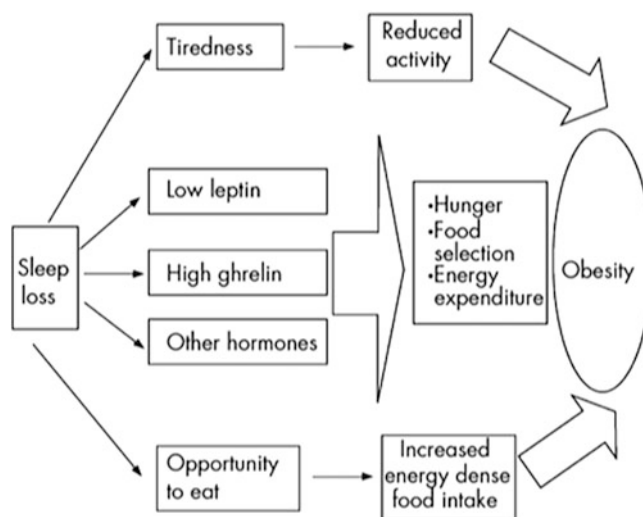 Tiredness
Reduced
activity
Low leptin
High ghrelin
Other hormones
Sleep
loss
•Hunger
•Food
selection
•Energy
expenditure
Obesity
Opportunity
to eat
Increased
energy dense
food intake